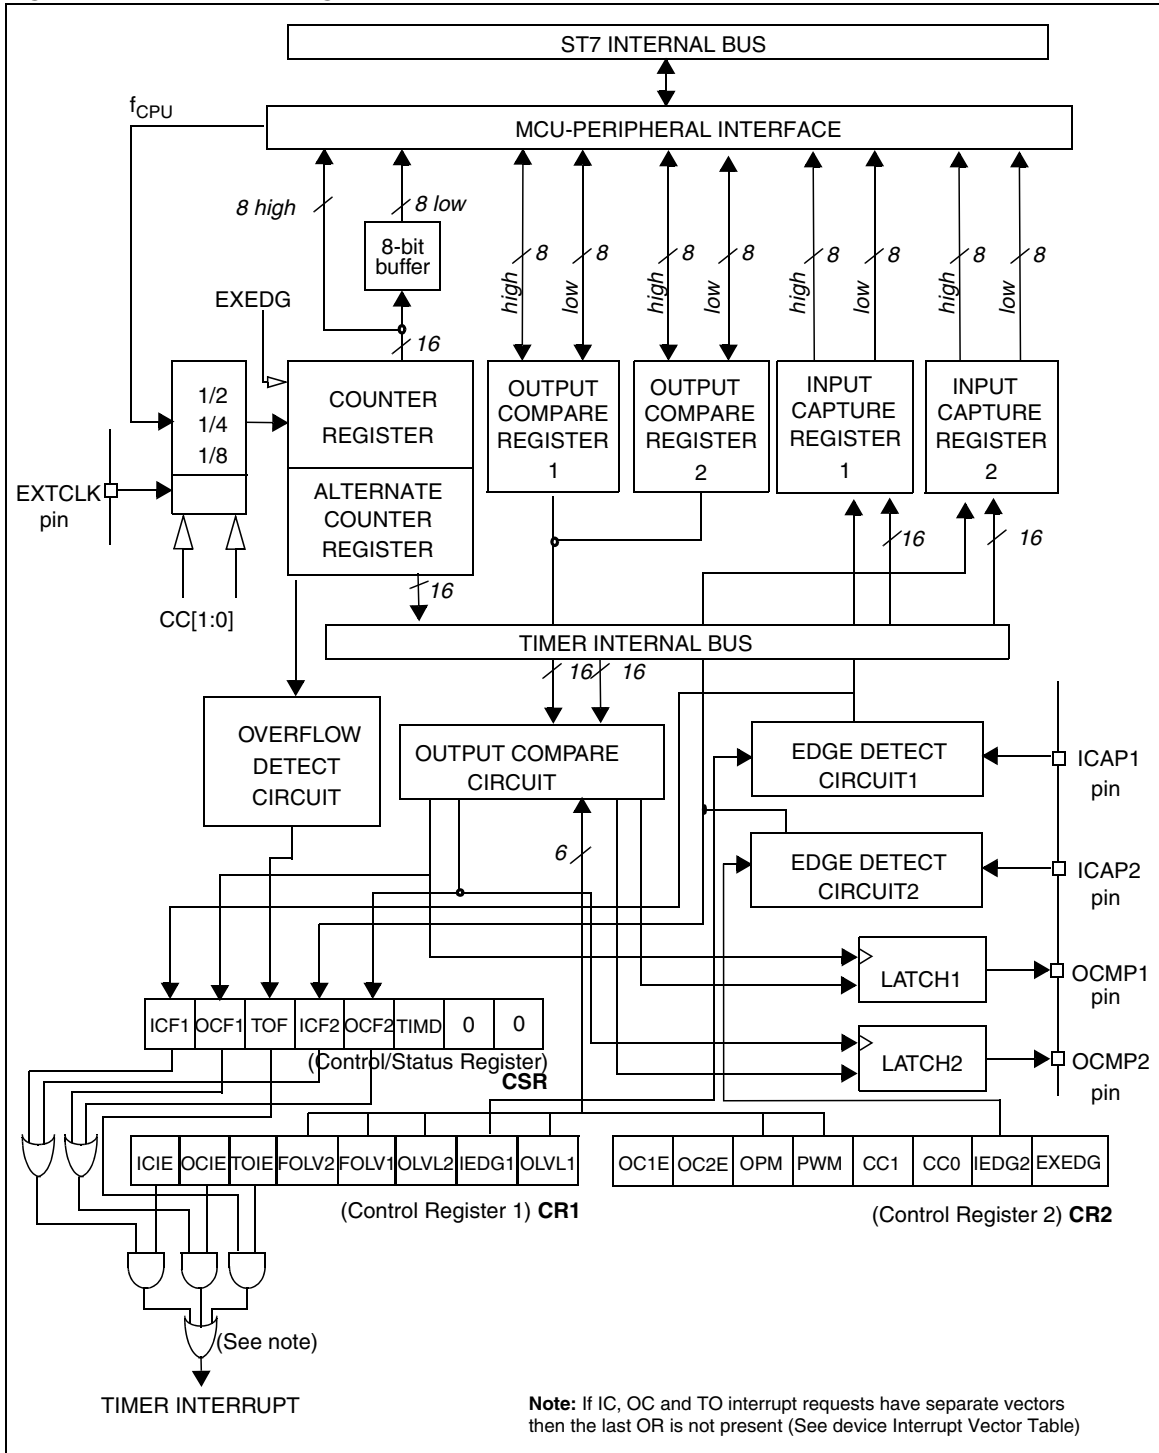 ST7 INTERNAL BUS
fCPU
MCU-PERIPHERAL INTERFACE
8 high
8 low
8-bit
buffer
high
8
low
8
high
8
low
8
high
8
low
8
high
8
low
8
EXEDG
16
1/2
1/4
1/8
COUNTER
REGISTER
ALTERNATE
COUNTER
REGISTER
OUTPUT
COMPARE
REGISTER
1
OUTPUT
COMPARE
REGISTER
2
INPUT
CAPTURE
REGISTER
1
INPUT
CAPTURE
REGISTER
2
EXTCLK
pin
CC[1:0]
16
16
16
TIMER INTERNAL BUS
16
16
OVERFLOW
DETECT
CIRCUIT
OUTPUT COMPARE
CIRCUIT
EDGE DETECT
CIRCUIT1
ICAP1
pin
6
EDGE DETECT
CIRCUIT2
ICAP2
pin
LATCH1
OCMP1
pin
LATCH2
OCMP2
pin
ICF1 OCF1 TOF ICF2 OCF2 TIMD 0 0
(Control/Status Register)
CSR
ICIE OCIE TOIE FOLV2 FOLV1 OLVL2 IEDG1 OLVL1
(Control Register 1) CR1
OC1E OC2E OPM PWM CC1 CC0 IEDG2 EXEDG
(Control Register 2) CR2
(See note)
TIMER INTERRUPT
Note: If IC, OC and TO interrupt requests have separate vectors
then the last OR is not present (See device Interrupt Vector Table)